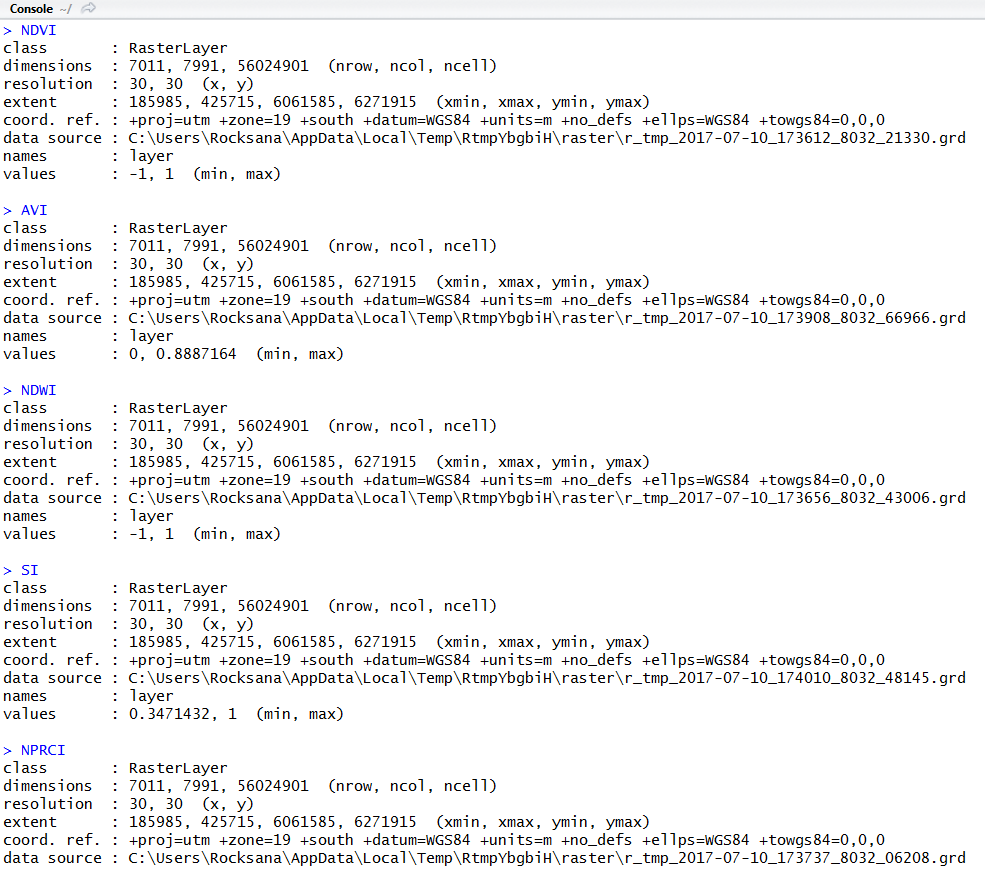 Console ~/
> NDVI
class       : RasterLayer
dimensions  : 7011, 7991, 56024901  (nrow, ncol, ncell)
resolution  : 30, 30  (x, y)
extent      : 185985, 425715, 6061585, 6271915  (xmin, xmax, ymin, ymax)
coord. ref. : +proj=utm +zone=19 +south +datum=WGS84 +units=m +no_defs +ellps=WGS84 +towgs84=0,0,0
data source : C:\Users\Rocksana\AppData\Local\Temp\RtmpYbgbiH\raster\r_tmp_2017-07-10_173612_8032_21330.grd
names       : layer
values      : -1, 1  (min, max)
> AVI
class       : RasterLayer
dimensions  : 7011, 7991, 56024901  (nrow, ncol, ncell)
resolution  : 30, 30  (x, y)
extent      : 185985, 425715, 6061585, 6271915  (xmin, xmax, ymin, ymax)
coord. ref. : +proj=utm +zone=19 +south +datum=WGS84 +units=m +no_defs +ellps=WGS84 +towgs84=0,0,0
data source : C:\Users\Rocksana\AppData\Local\Temp\RtmpYbgbiH\raster\r_tmp_2017-07-10_173908_8032_66966.grd
names       : layer
values      : 0, 0.8887164  (min, max)
> NDWI
class       : RasterLayer
dimensions  : 7011, 7991, 56024901  (nrow, ncol, ncell)
resolution  : 30, 30  (x, y)
extent      : 185985, 425715, 6061585, 6271915  (xmin, xmax, ymin, ymax)
coord. ref. : +proj=utm +zone=19 +south +datum=WGS84 +units=m +no_defs +ellps=WGS84 +towgs84=0,0,0
data source : C:\Users\Rocksana\AppData\Local\Temp\RtmpYbgbiH\raster\r_tmp_2017-07-10_173656_8032_43006.grd
names       : layer
values      : -1, 1  (min, max)
> SI
class       : RasterLayer
dimensions  : 7011, 7991, 56024901  (nrow, ncol, ncell)
resolution  : 30, 30  (x, y)
extent      : 185985, 425715, 6061585, 6271915  (xmin, xmax, ymin, ymax)
coord. ref. : +proj=utm +zone=19 +south +datum=WGS84 +units=m +no_defs +ellps=WGS84 +towgs84=0,0,0
data source : C:\Users\Rocksana\AppData\Local\Temp\RtmpYbgbiH\raster\r_tmp_2017-07-10_174010_8032_48145.grd
names       : layer
values      : 0.3471432, 1  (min, max)
> NPRCI
class       : RasterLayer
dimensions  : 7011, 7991, 56024901  (nrow, ncol, ncell)
resolution  : 30, 30  (x, y)
extent      : 185985, 425715, 6061585, 6271915  (xmin, xmax, ymin, ymax)
coord. ref. : +proj=utm +zone=19 +south +datum=WGS84 +units=m +no_defs +ellps=WGS84 +towgs84=0,0,0
data source : C:\Users\Rocksana\AppData\Local\Temp\RtmpYbgbiH\raster\r_tmp_2017-07-10_173737_8032_06208.grd